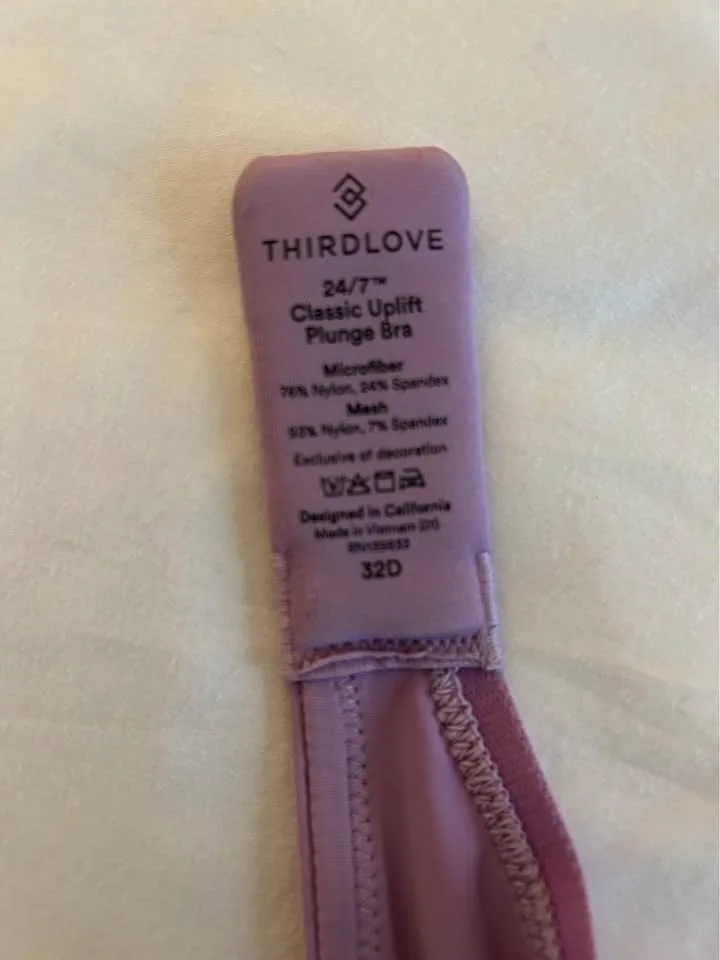 THIRDLOVE
24/7™
Classic Uplift
Plunge Bra
Microfiber
76% Nylon, 24% Spandex
Mesh
93% Nylon, 7% Spandex
Exclusive of decoration
Designed in California
Made in Vietnam (01)
32D